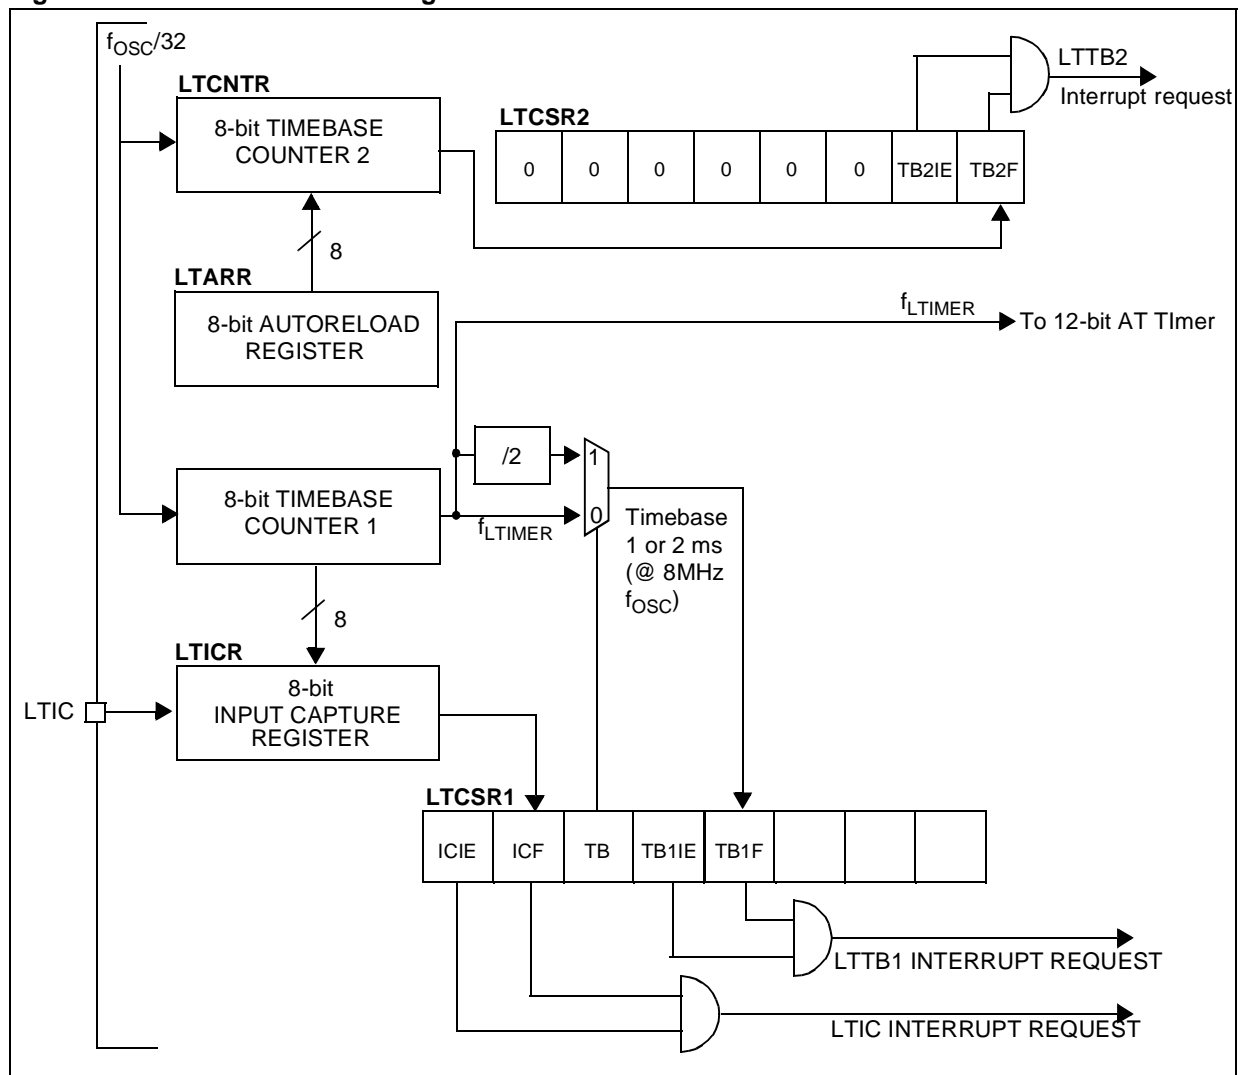 fOSC/32
LTCNTR
8-bit TIMEBASE
COUNTER 2
8
LTARR
8-bit AUTORELOAD
REGISTER
LTCSR2
0 0 0 0 0 0 TB2IE TB2F
LTTB2
Interrupt request
fLTIMER
To 12-bit AT TImer
/2
1
0
8-bit TIMEBASE
COUNTER 1
fLTIMER
Timebase
1 or 2 ms
(@ 8MHz
fOSC)
8
LTICR
LTIC
8-bit
INPUT CAPTURE
REGISTER
LTCSR1
ICIE ICF TB TB1IE TB1F
LTTB1 INTERRUPT REQUEST
LTIC INTERRUPT REQUEST